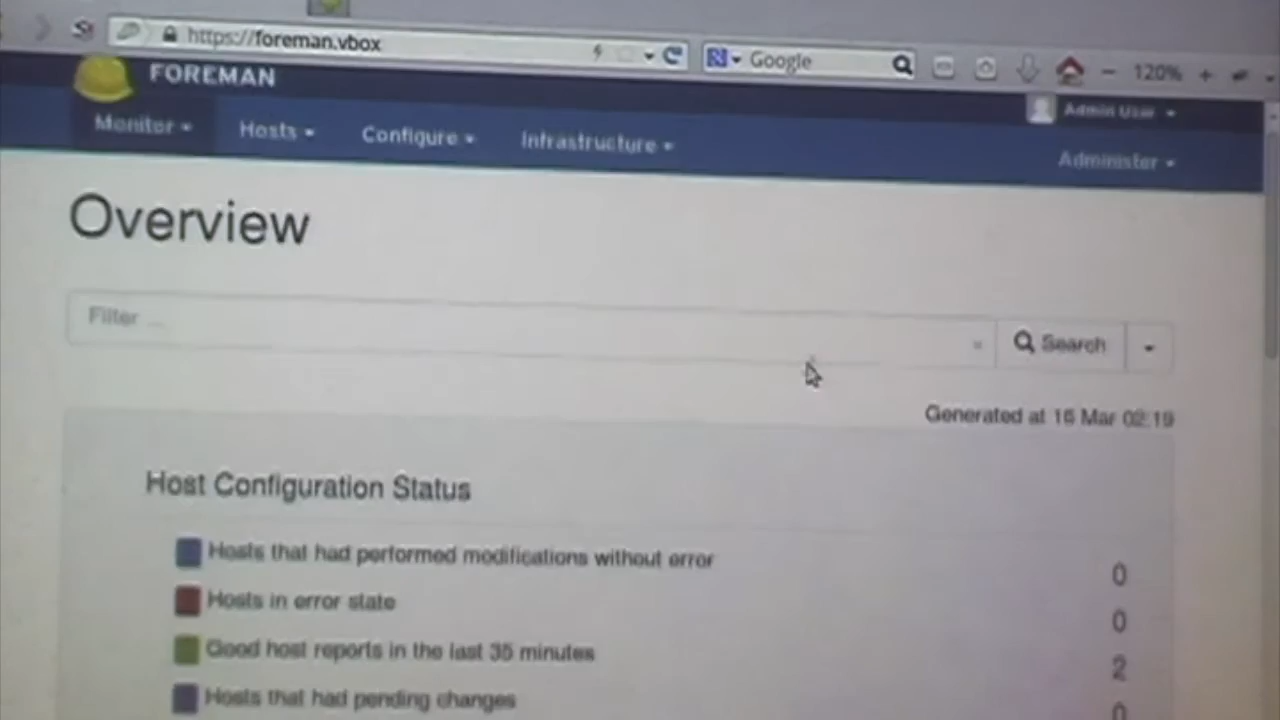 https://foreman.vbox
Google
120%
FOREMAN
Admin User
Monitor
Hosts
Configure
Infrastructure
Administer
Overview
Filter ...
Search
Generated at 16 Mar 02:19
Host Configuration Status
Hosts that had performed modifications without error 0
Hosts in error state 0
Good host reports in the last 35 minutes 2
Hosts that had pending changes 0